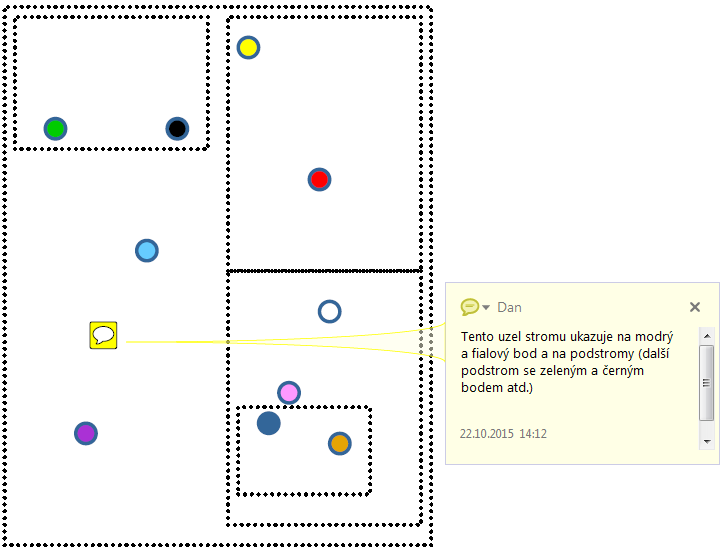 Dan
Tento uzel stromu ukazuje na modrý
a fialový bod a na podstromy (další
podstrom se zeleným a černým
bodem atd.)
22.10.2015 14:12